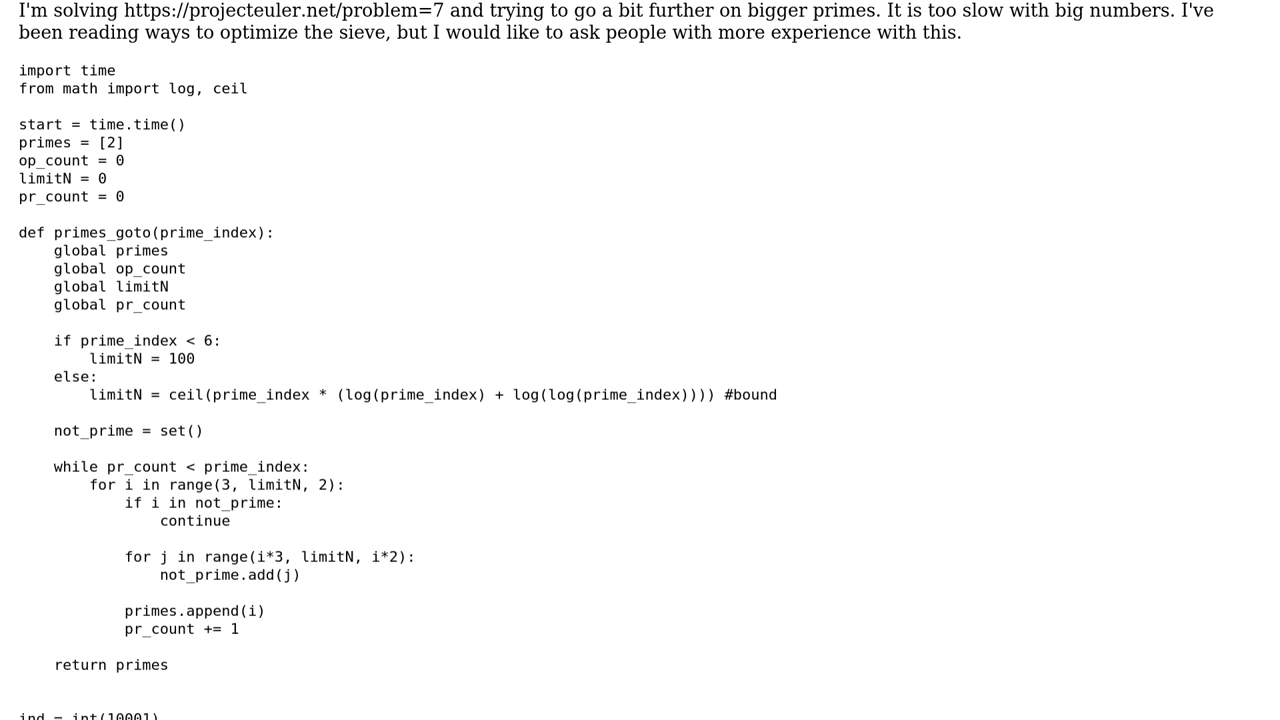 I'm solving https://projecteuler.net/problem=7 and trying to go a bit further on bigger primes. It is too slow with big numbers. I've
been reading ways to optimize the sieve, but I would like to ask people with more experience with this.
import time
from math import log, ceil
start = time.time()
primes = [2]
op_count = 0
limitN = 0
pr_count = 0
def primes_goto(prime_index):
    global primes
    global op_count
    global limitN
    global pr_count
    if prime_index < 6:
        limitN = 100
    else:
        limitN = ceil(prime_index * (log(prime_index) + log(log(prime_index)))) #bound
    not_prime = set()
    while pr_count < prime_index:
        for i in range(3, limitN, 2):
            if i in not_prime:
                continue
            for j in range(i*3, limitN, i*2):
                not_prime.add(j)
            primes.append(i)
            pr_count += 1
    return primes
ind = int(10001)